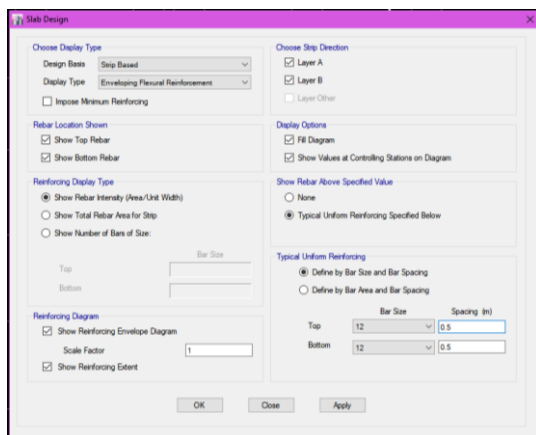 Slab Design
Choose Display Type
Design Basis Strip Based
Display Type Enveloping Flexural Reinforcement
Impose Minimum Reinforcing
Rebar Location Shown
Show Top Rebar
Show Bottom Rebar
Reinforcing Display Type
Show Rebar Intensity (Area/Unit Width)
Show Total Rebar Area for Strip
Show Number of Bars of Size:
Bar Size
Top
Bottom
Reinforcing Diagram
Show Reinforcing Envelope Diagram
Scale Factor 1
Show Reinforcing Extent
Choose Strip Direction
Layer A
Layer B
Layer Other
Display Options
Fill Diagram
Show Values at Controlling Stations on Diagram
Show Rebar Above Specified Value
None
Typical Uniform Reinforcing Specified Below
Typical Uniform Reinforcing
Define by Bar Size and Bar Spacing
Define by Bar Area and Bar Spacing
Bar Size Spacing (m)
Top 12 0.5
Bottom 12 0.5
OK Close Apply